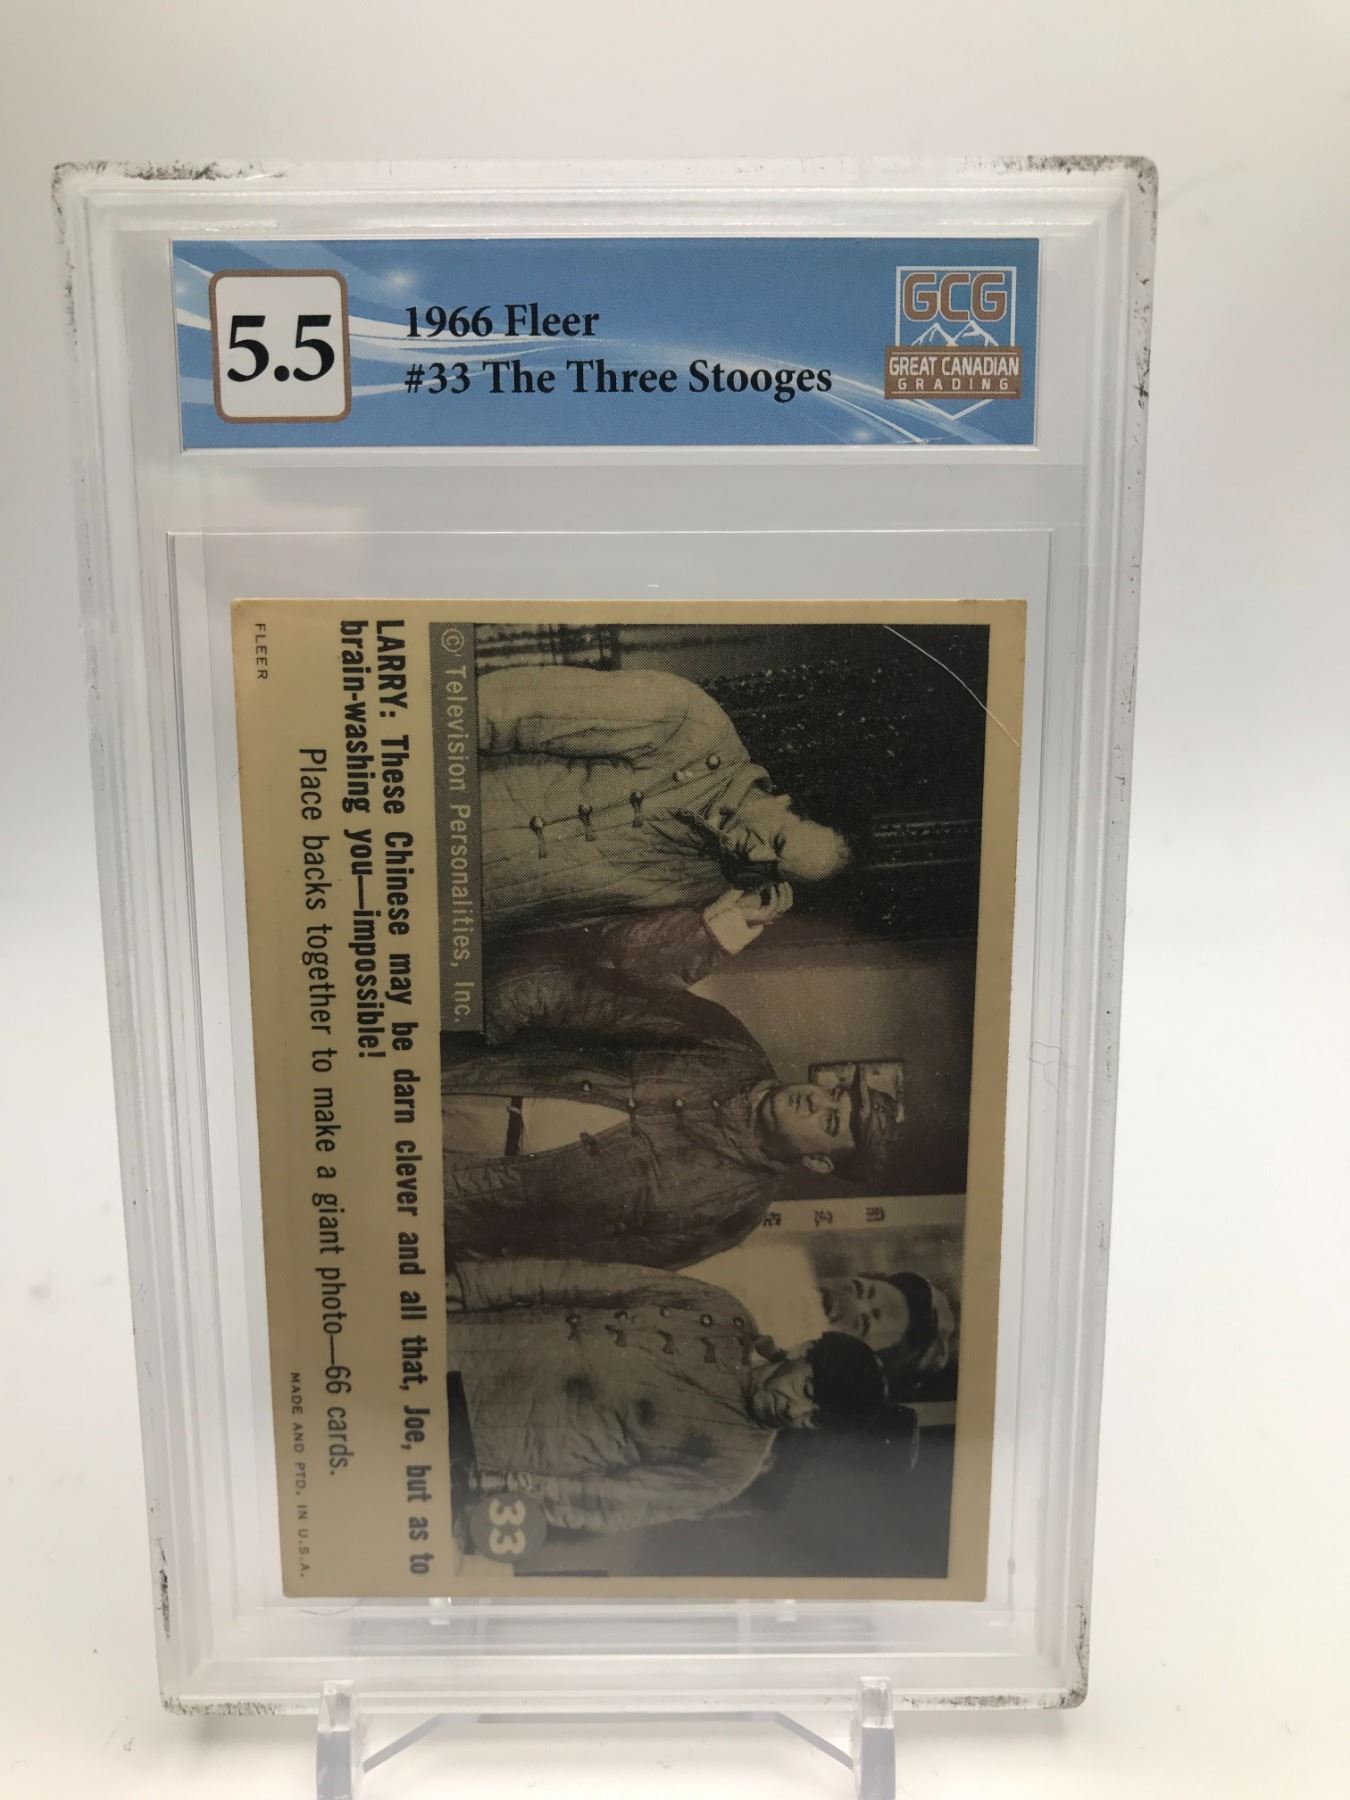 5.5
1966 Fleer
#33 The Three Stooges
GCG
GREAT CANADIAN
GRADING
© Television Personalities, Inc.
33
LARRY: These Chinese may be darn clever and all that, Joe, but as to
brain-washing you—impossible!
Place backs together to make a giant photo—66 cards.
FLEER
MADE AND PTD. IN U.S.A.